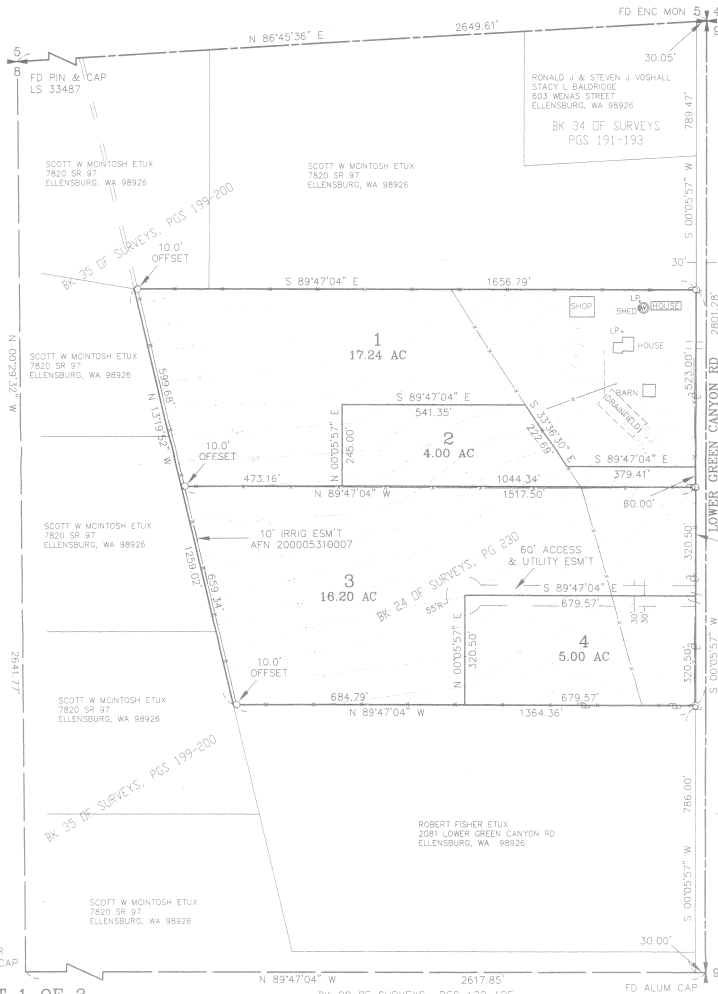 FD ENC MON
5 4
9
N 86°45'36" E
2649.61'
5
8
FD PIN & CAP
LS 33487
30.05'
RONALD J & STEVEN J VOSHALL
STACY L BALDRIDGE
603 WENAS STREET
ELLENSBURG, WA 98926
BK 34 OF SURVEYS
PGS 191-193
789.47'
S 00°05'57" W
SCOTT W MCINTOSH ETUX
7820 SR 97
ELLENSBURG, WA 98926
SCOTT W MCINTOSH ETUX
7820 SR 97
ELLENSBURG, WA 98926
BK 35 OF SURVEYS, PGS 199-200
10.0'
OFFSET
30'
S 89°47'04" E
1656.79'
SHOP
LP
SHED
W
HOUSE
LP
HOUSE
BARN
DRAINFIELD
2801.28'
523.00'
LOWER GREEN CANYON RD
1
17.24 AC
N 00°29'32" W
SCOTT W MCINTOSH ETUX
7820 SR 97
ELLENSBURG, WA 98926
599.68'
N 13°19'52" W
S 89°47'04" E
541.35'
2
4.00 AC
N 00°05'57" E
245.00'
S 33°36'30" E
222.69'
S 89°47'04" E
379.41'
10.0'
OFFSET
473.16'
1044.34'
N 89°47'04" W
1517.50'
60.00'
SCOTT W MCINTOSH ETUX
7820 SR 97
ELLENSBURG, WA 98926
10' IRRIG ESM'T
AFN 200005310007
1259.02'
659.34'
3
16.20 AC
BK 24 OF SURVEYS, PG 230
60' ACCESS
& UTILITY ESM'T
320.50'
55'R
S 89°47'04" E
679.57'
30'
30'
N 00°05'57" E
320.50'
4
5.00 AC
320.50'
S 00°05'57" W
2641.77'
10.0'
OFFSET
684.79'
679.57'
N 89°47'04" W
1364.36'
SCOTT W MCINTOSH ETUX
7820 SR 97
ELLENSBURG, WA 98926
BK 35 OF SURVEYS, PGS 199-200
786.00'
ROBERT FISHER ETUX
2081 LOWER GREEN CANYON RD
ELLENSBURG, WA 98926
S 00°05'57" W
SCOTT W MCINTOSH ETUX
7820 SR 97
ELLENSBURG, WA 98926
30.00'
CAP
N 89°47'04" W
2617.85'
9
FD ALUM CAP